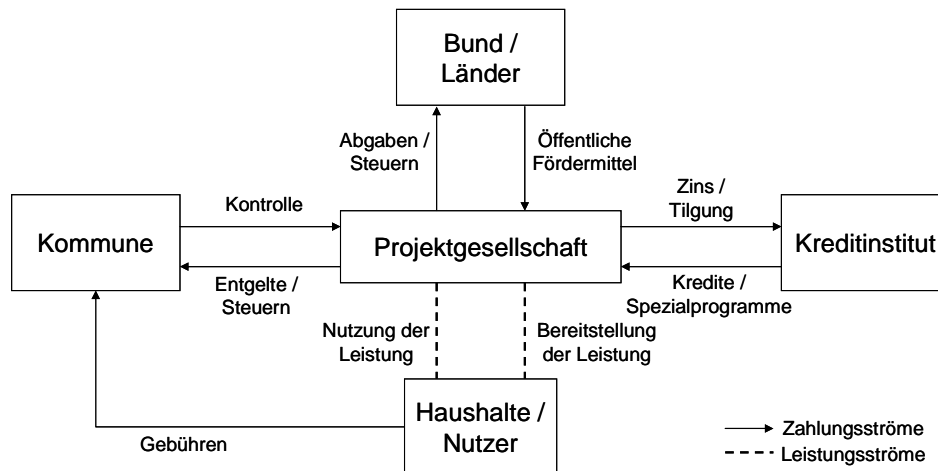 Bund /
Länder
Abgaben /
Steuern
Öffentliche
Fördermittel
Kommune
Kontrolle
Entgelte /
Steuern
Projektgesellschaft
Zins /
Tilgung
Kredite /
Spezialprogramme
Kreditinstitut
Nutzung der
Leistung
Bereitstellung
der Leistung
Haushalte /
Nutzer
Gebühren
Zahlungsströme
Leistungsströme